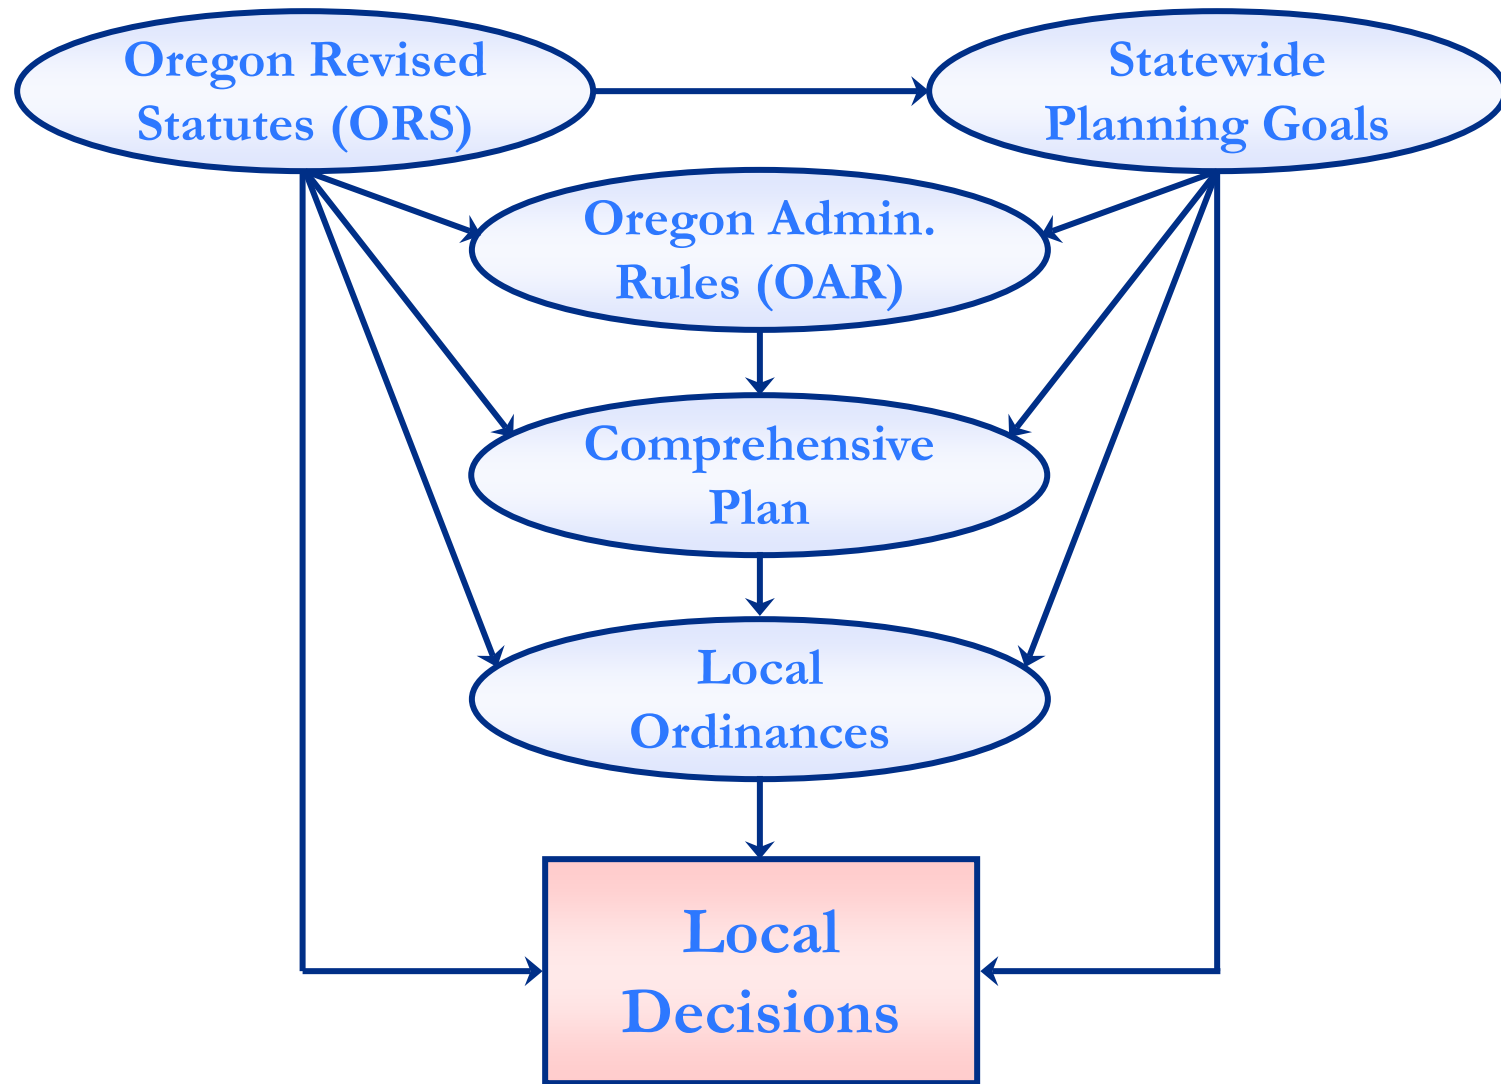 Oregon Revised
Statutes (ORS)
Statewide
Planning Goals
Oregon Admin.
Rules (OAR)
Comprehensive
Plan
Local
Ordinances
Local
Decisions